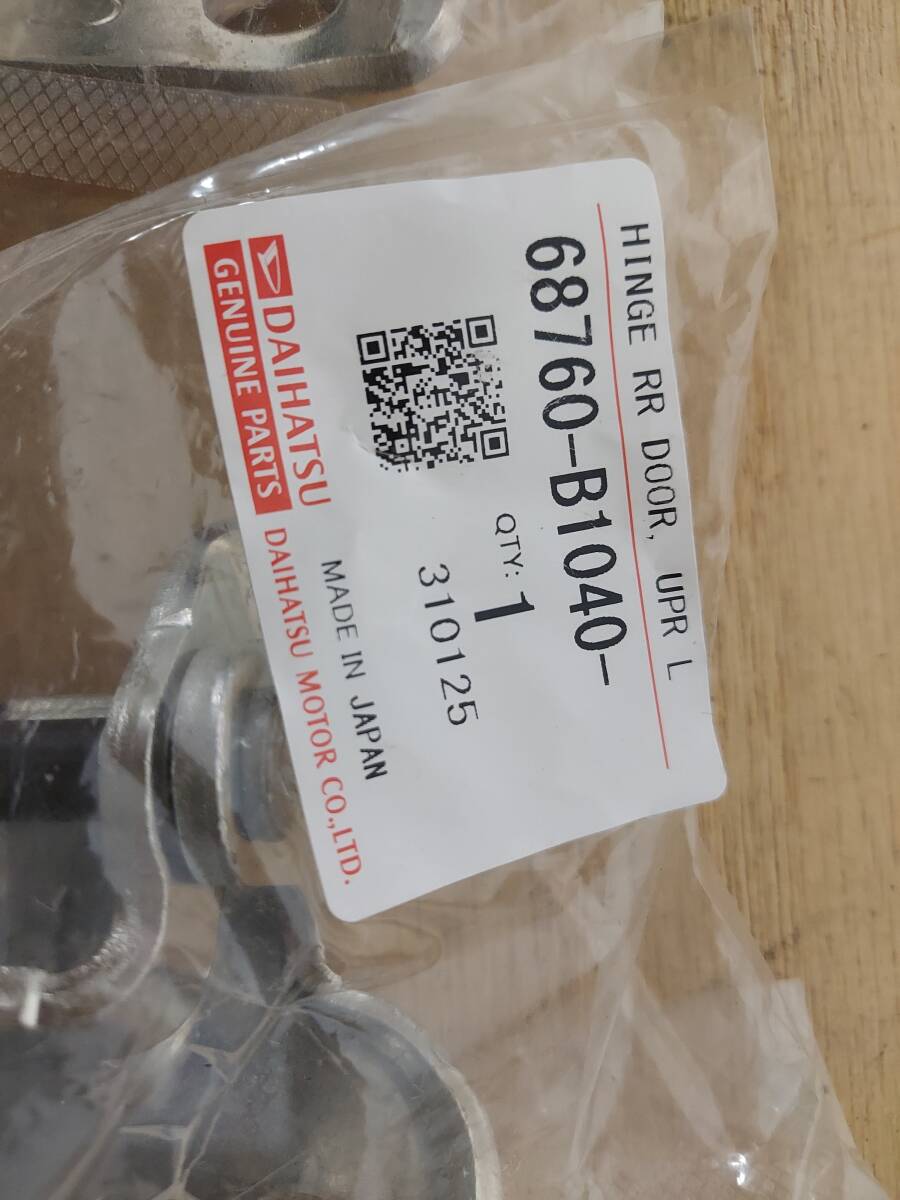 HINGE RR DOOR, UPR L
68760-B1040-
QTY: 1
310125
MADE IN JAPAN
DAIHATSU
GENUINE PARTS
DAIHATSU MOTOR CO.,LTD.